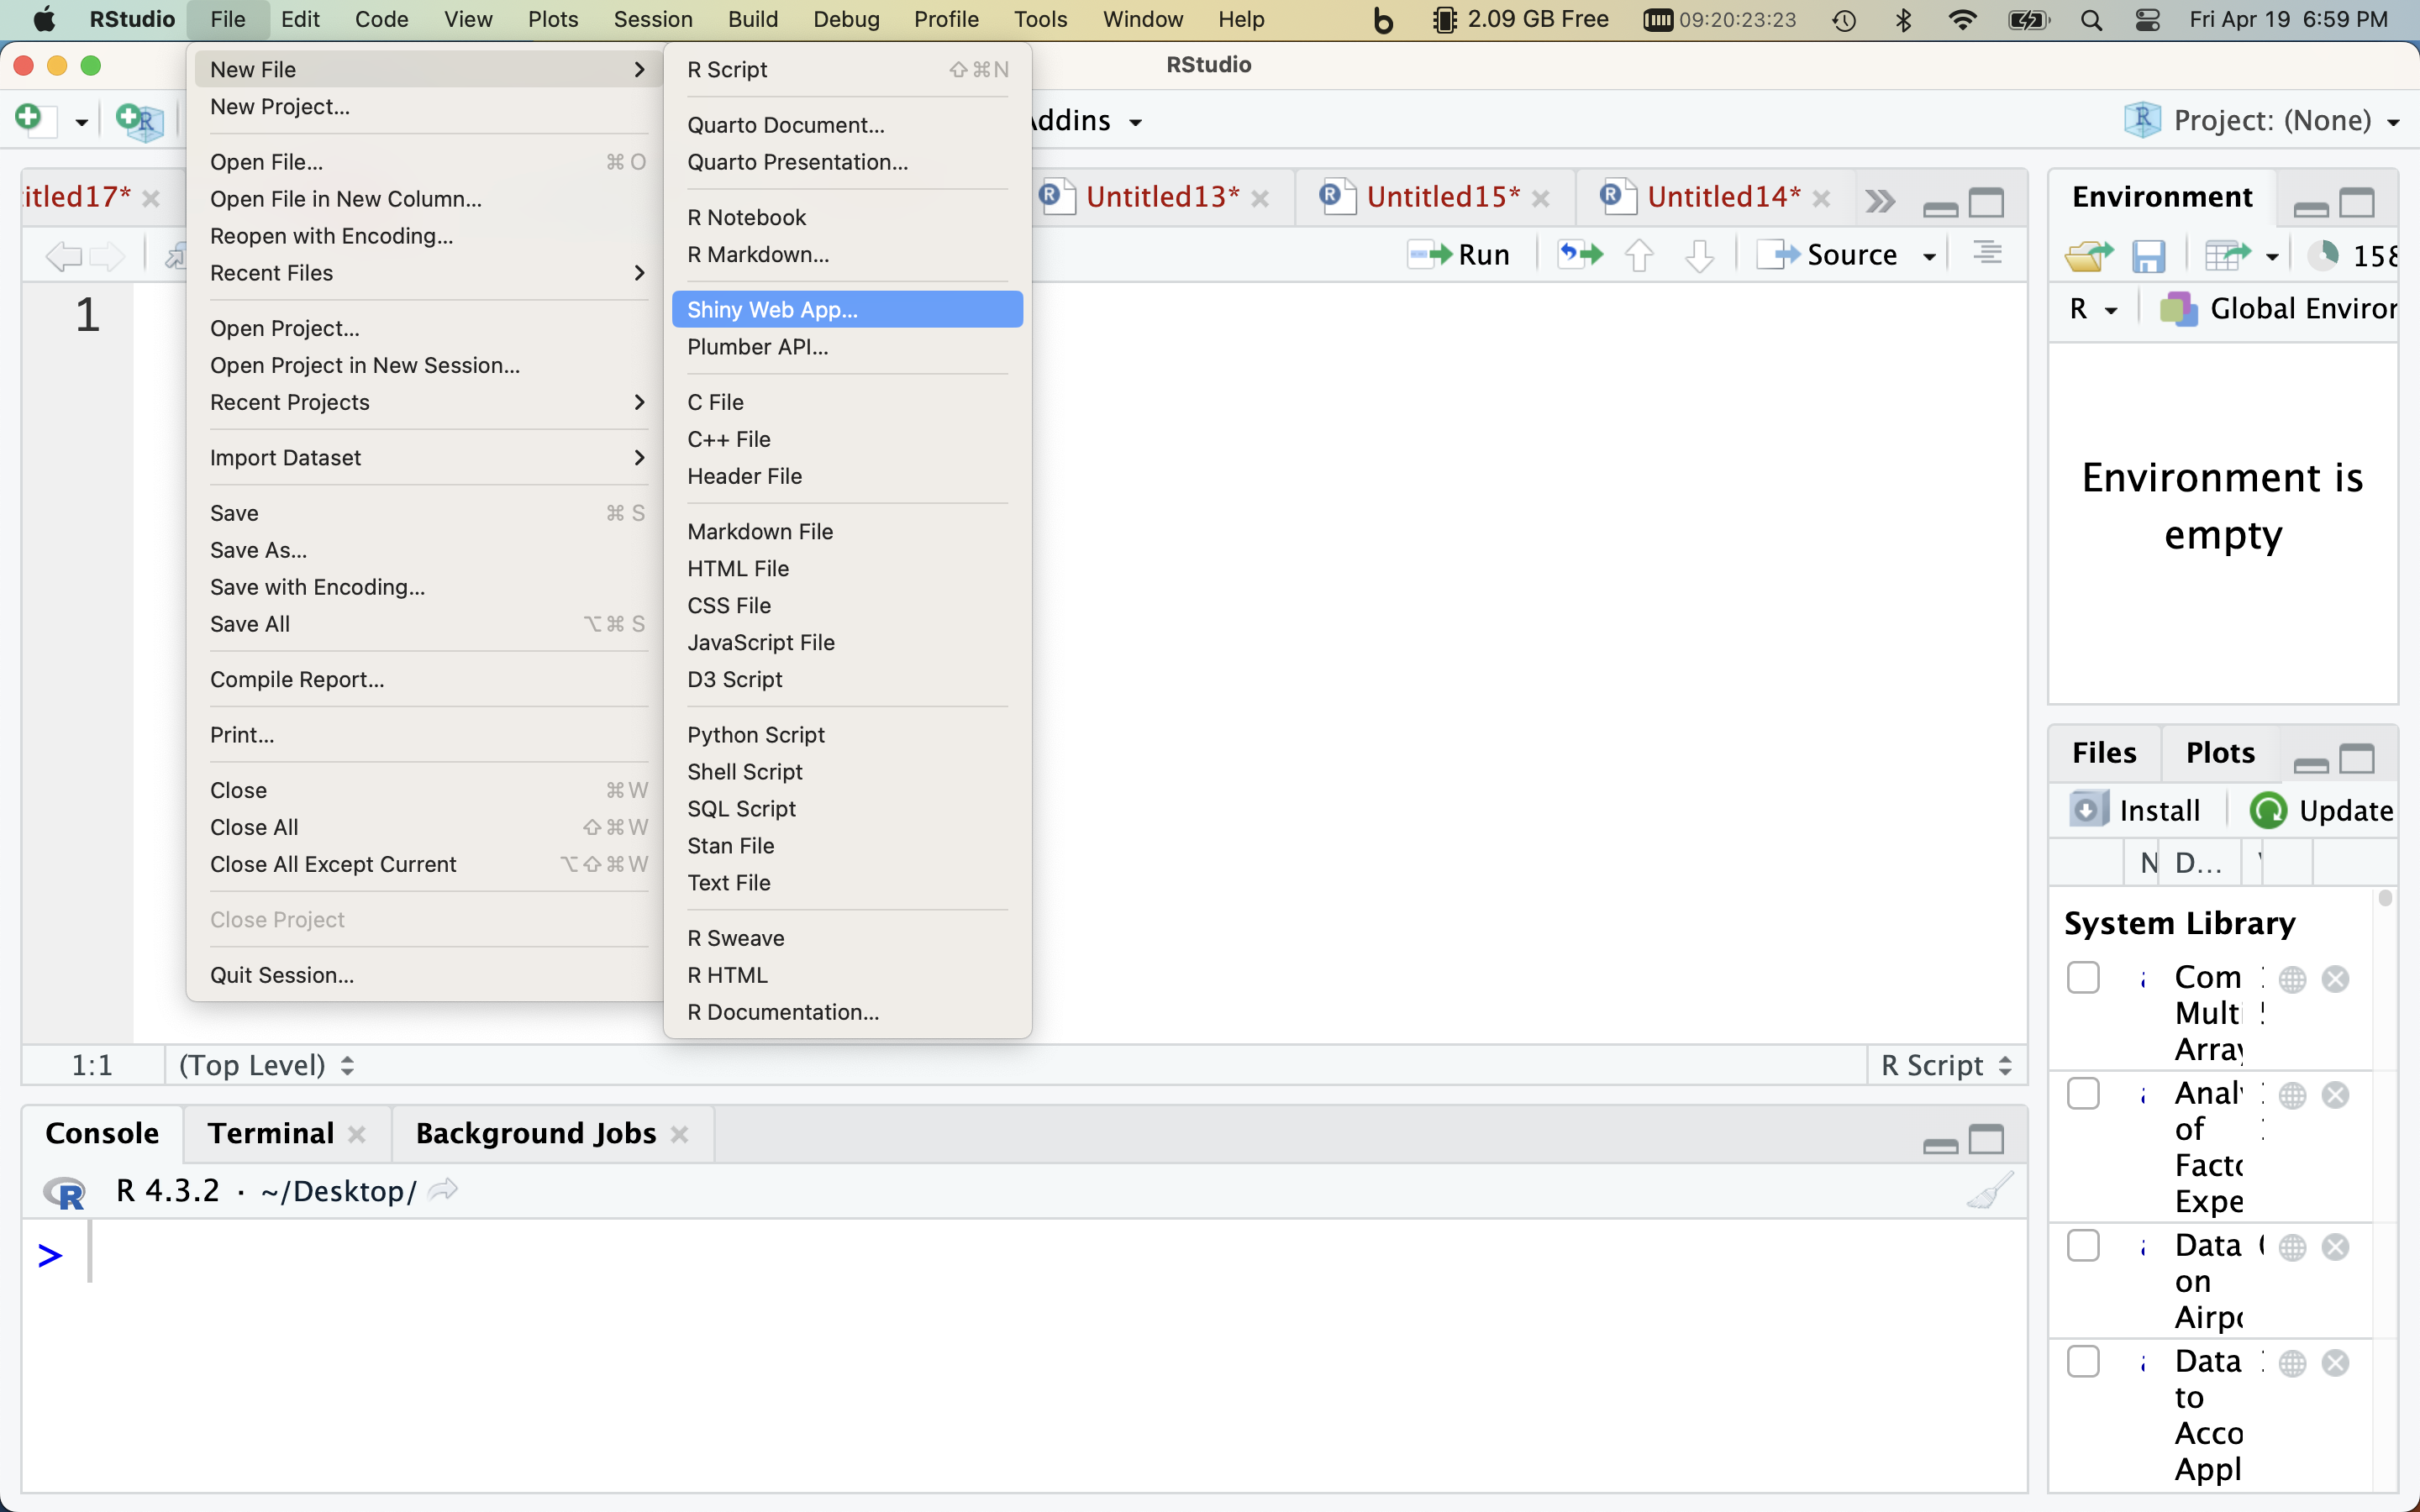 RStudio File Edit Code View Plots Session Build Debug Profile Tools Window Help 2.09 GB Free 09:20:23:23 Fri Apr 19 6:59 PM
RStudio
New File
New Project...
Open File... ⌘ O
Open File in New Column...
Reopen with Encoding...
Recent Files
Open Project...
Open Project in New Session...
Recent Projects
Import Dataset
Save ⌘ S
Save As...
Save with Encoding...
Save All ⌥⌘ S
Compile Report...
Print...
Close ⌘W
Close All ⇧⌘W
Close All Except Current ⌥⇧⌘W
Close Project
Quit Session...
R Script ⇧⌘N
Quarto Document...
Quarto Presentation...
R Notebook
R Markdown...
Shiny Web App...
Plumber API...
C File
C++ File
Header File
Markdown File
HTML File
CSS File
JavaScript File
D3 Script
Python Script
Shell Script
SQL Script
Stan File
Text File
R Sweave
R HTML
R Documentation...
ddins
Project: (None)
itled17* Untitled13* Untitled15* Untitled14*
Run Source
1
1:1 (Top Level) R Script
Console Terminal Background Jobs
R 4.3.2 · ~/Desktop/
>
Environment
158
R Global Enviror
Environment is
empty
Files Plots
Install Update
N D...
System Library
Com
Multi
Array
Anal
of
Facto
Expe
Data
on
Airpo
Data
to
Acco
Appl